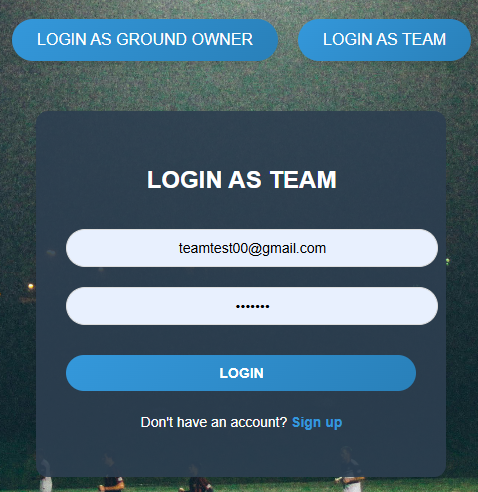 LOGIN AS GROUND OWNER
LOGIN AS TEAM
LOGIN AS TEAM
teamtest00@gmail.com
•••••••
LOGIN
Don't have an account? Sign up